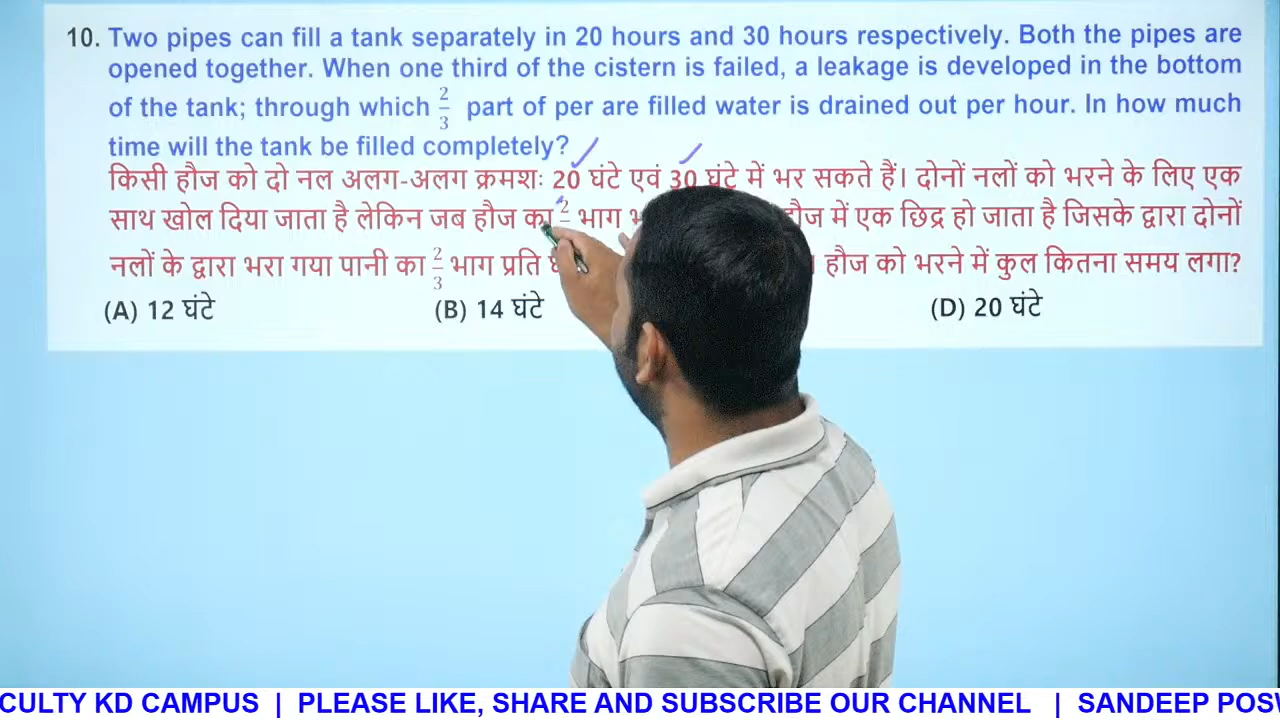 10. Two pipes can fill a tank separately in 20 hours and 30 hours respectively. Both the pipes are
opened together. When one third of the cistern is failed, a leakage is developed in the bottom
of the tank; through which 2/3 part of per are filled water is drained out per hour. In how much
time will the tank be filled completely?
किसी हौज को दो नल अलग-अलग क्रमशः 20 घंटे एवं 30 घंटे में भर सकते हैं। दोनों नलों को भरने के लिए एक
साथ खोल दिया जाता है लेकिन जब हौज का भाग में एक छिद्र हो जाता है जिसके द्वारा दोनों
नलों के द्वारा भरा गया पानी का 2/3 भाग प्रति हौज को भरने में कुल कितना समय लगा?
(A) 12 घंटे (B) 14 घंटे (D) 20 घंटे
CULTY KD CAMPUS | PLEASE LIKE, SHARE AND SUBSCRIBE OUR CHANNEL | SANDEEP